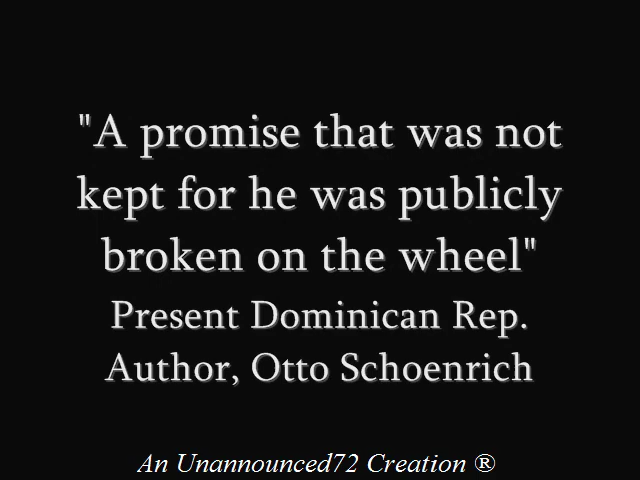 "A promise that was not
kept for he was publicly
broken on the wheel"
Present Dominican Rep.
Author, Otto Schoenrich
An Unannounced72 Creation ®